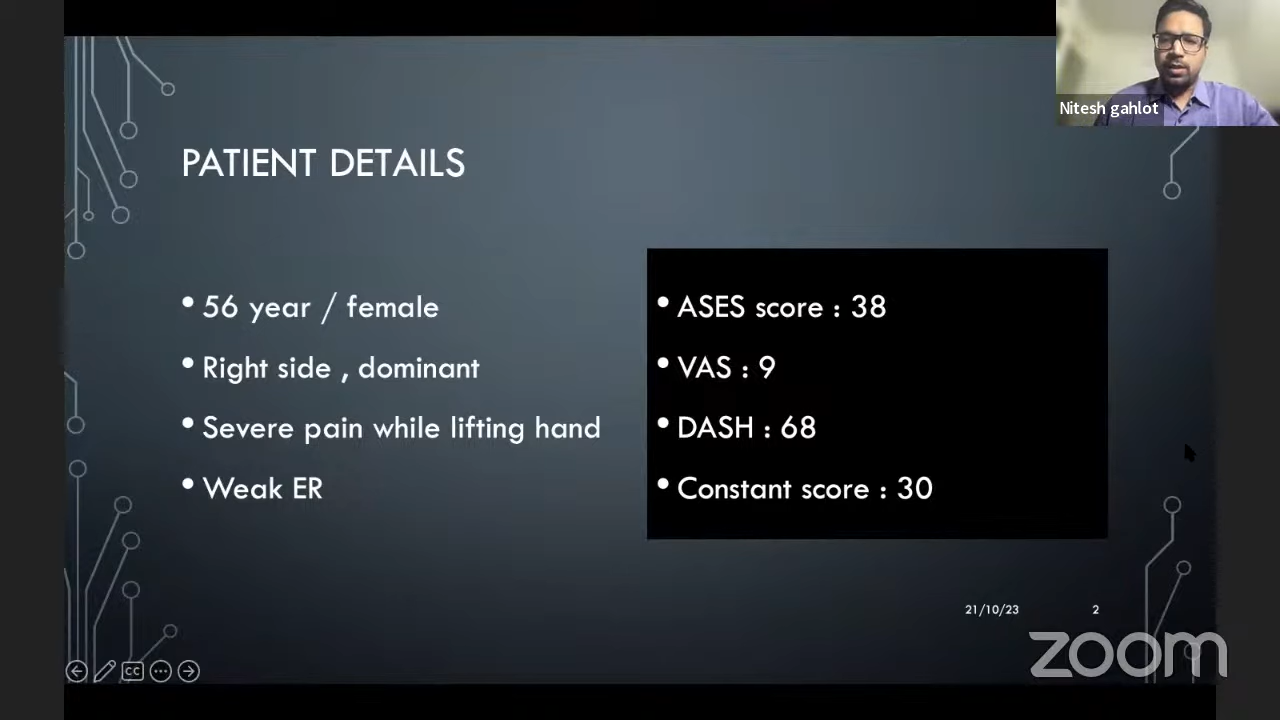 Nitesh gahlot
PATIENT DETAILS
• 56 year / female
• Right side , dominant
• Severe pain while lifting hand
• Weak ER
• ASES score : 38
• VAS : 9
• DASH : 68
• Constant score : 30
21/10/23
2
CC
zoom